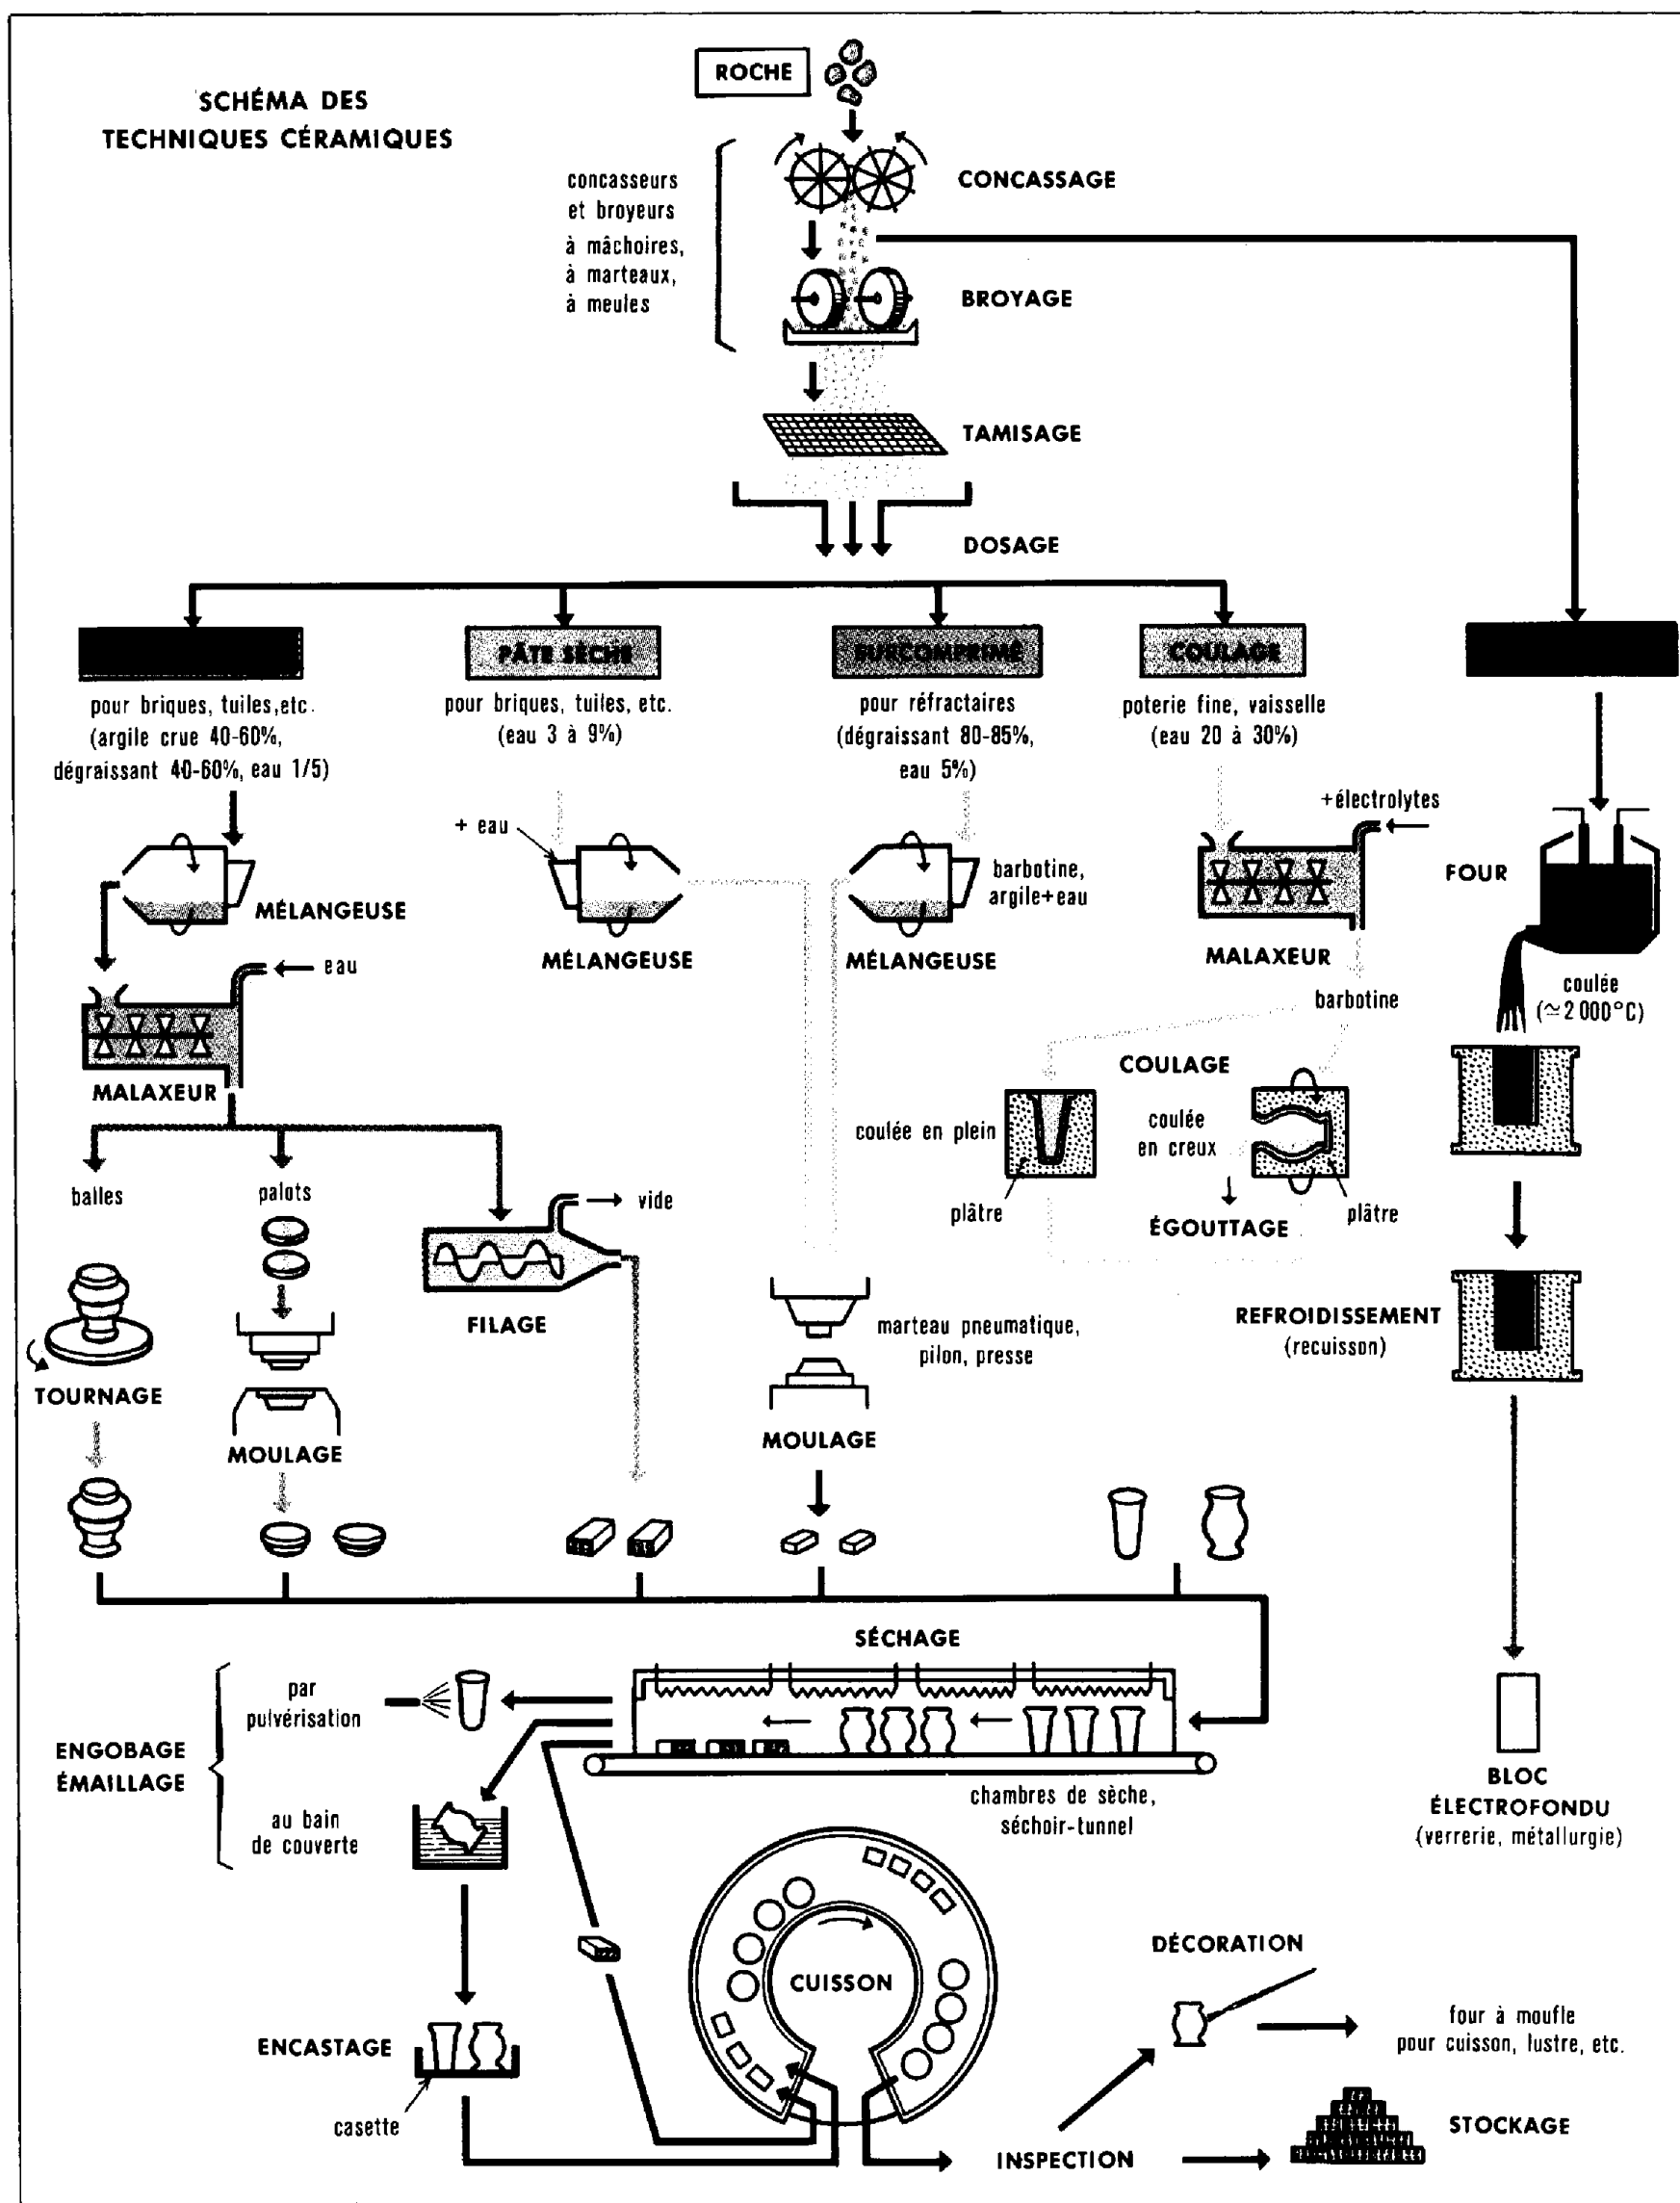 SCHÉMA DES
TECHNIQUES CÉRAMIQUES
ROCHE
concasseurs
et broyeurs
à mâchoires,
à marteaux,
à meules
CONCASSAGE
BROYAGE
TAMISAGE
DOSAGE
PÂTE SÈCHE
SURCOMPRIMÉ
COULAGE
pour briques, tuiles, etc.
(argile crue 40-60%,
dégraissant 40-60%, eau 1/5)
pour briques, tuiles, etc.
(eau 3 à 9%)
pour réfractaires
(dégraissant 80-85%,
eau 5%)
poterie fine, vaisselle
(eau 20 à 30%)
MÉLANGEUSE
+ eau
MÉLANGEUSE
barbotine,
argile+eau
MÉLANGEUSE
+électrolytes
MALAXEUR
barbotine
FOUR
coulée
(≃2 000°C)
eau
MALAXEUR
balles
palots
vide
FILAGE
TOURNAGE
MOULAGE
COULAGE
coulée en plein
plâtre
coulée
en creux
ÉGOUTTAGE
plâtre
marteau pneumatique,
pilon, presse
MOULAGE
REFROIDISSEMENT
(recuisson)
SÉCHAGE
par
pulvérisation
ENGOBAGE
ÉMAILLAGE
au bain
de couverte
chambres de sèche,
séchoir-tunnel
BLOC
ÉLECTROFONDU
(verrerie, métallurgie)
CUISSON
ENCASTAGE
casette
DÉCORATION
four à moufle
pour cuisson, lustre, etc.
INSPECTION
STOCKAGE